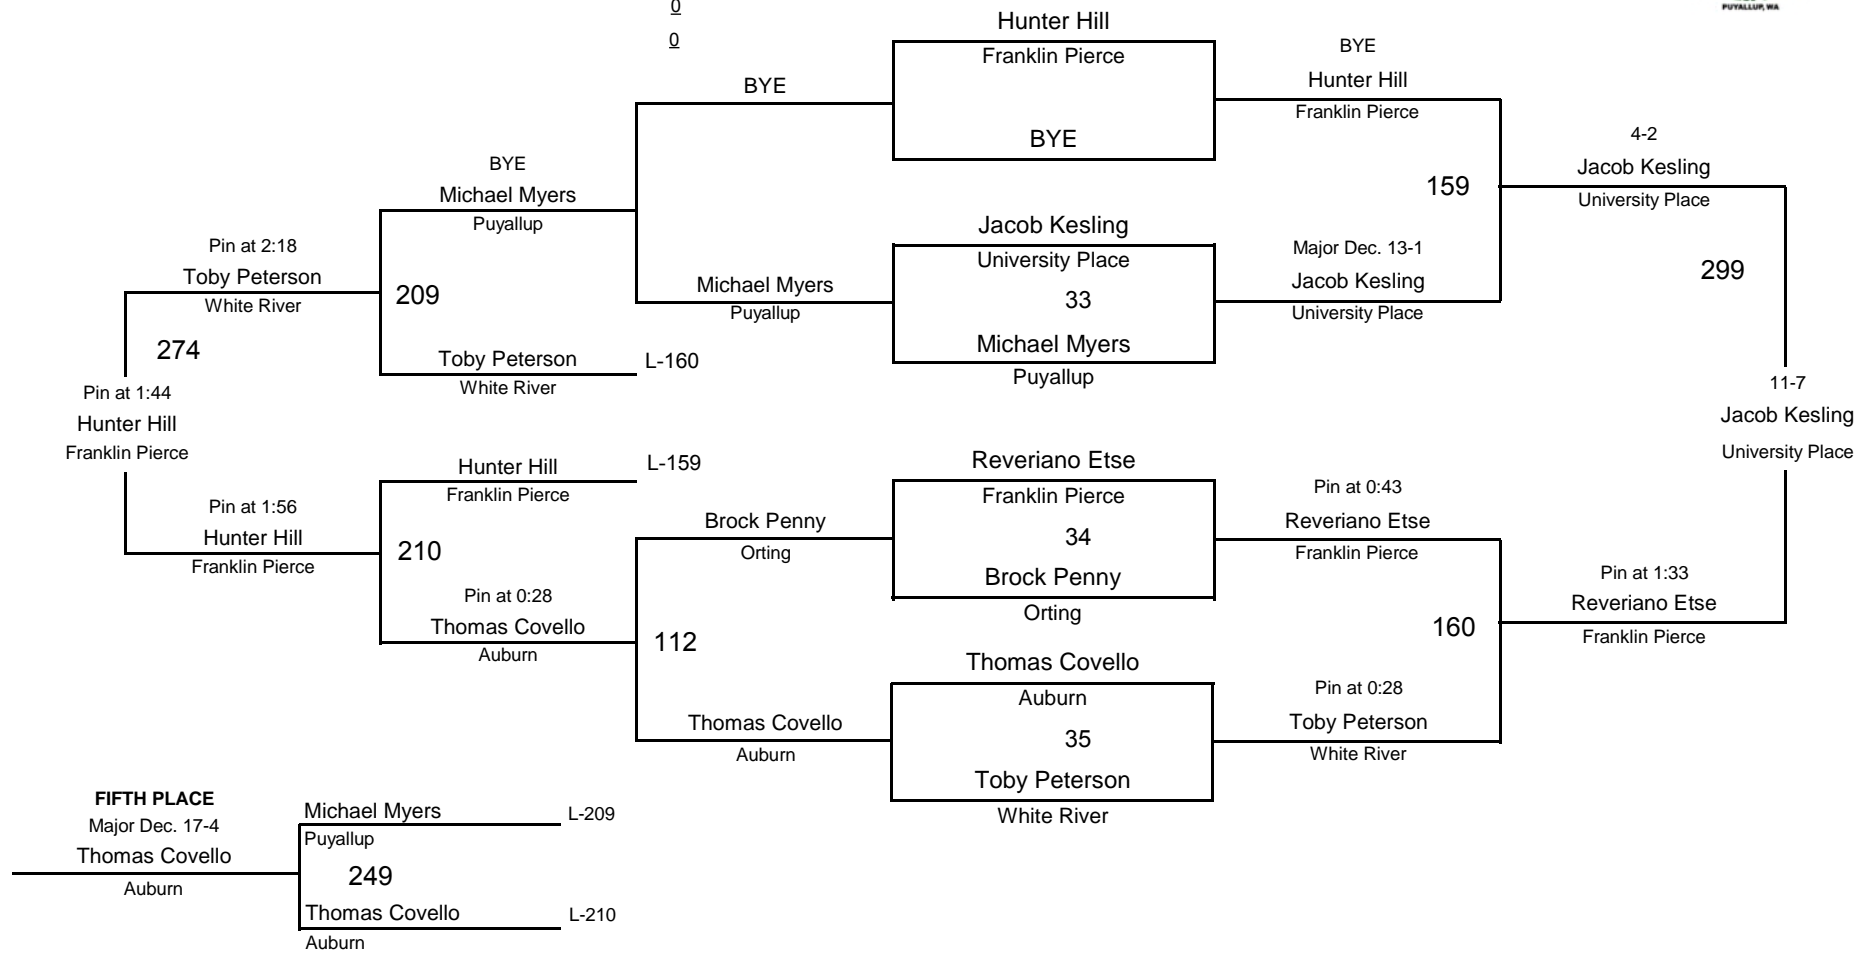 0
0
PUYALLUP, WA
Hunter Hill
Franklin Pierce
BYE
BYE
Hunter Hill
Franklin Pierce
BYE
4-2
Jacob Kesling
University Place
159
BYE
Michael Myers
Puyallup
Jacob Kesling
University Place
33
Michael Myers
Puyallup
Major Dec. 13-1
Jacob Kesling
University Place
299
Pin at 2:18
Toby Peterson
White River
209
Michael Myers
Puyallup
274
Toby Peterson
White River
L-160
Pin at 1:44
Hunter Hill
Franklin Pierce
11-7
Jacob Kesling
University Place
Hunter Hill
Franklin Pierce
L-159
Reveriano Etse
Franklin Pierce
34
Brock Penny
Orting
Pin at 0:43
Reveriano Etse
Franklin Pierce
Pin at 1:56
Hunter Hill
Franklin Pierce
210
Brock Penny
Orting
Pin at 0:28
Thomas Covello
Auburn
112
160
Pin at 1:33
Reveriano Etse
Franklin Pierce
Thomas Covello
Auburn
35
Toby Peterson
White River
Pin at 0:28
Toby Peterson
White River
Thomas Covello
Auburn
FIFTH PLACE
Major Dec. 17-4
Thomas Covello
Auburn
Michael Myers
Puyallup
L-209
249
Thomas Covello
Auburn
L-210